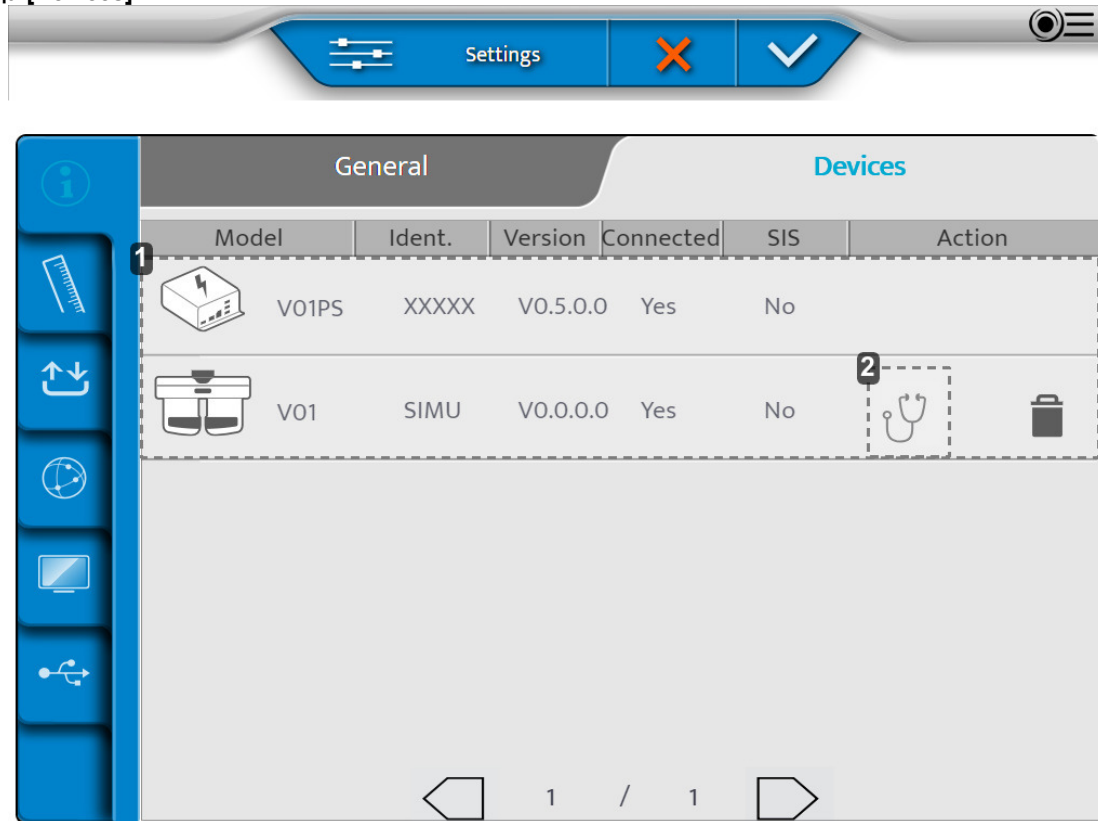 Settings
General Devices
Model Ident. Version Connected SIS Action
1
V01PS XXXXX V0.5.0.0 Yes No
2
V01 SIMU V0.0.0.0 Yes No
1 / 1